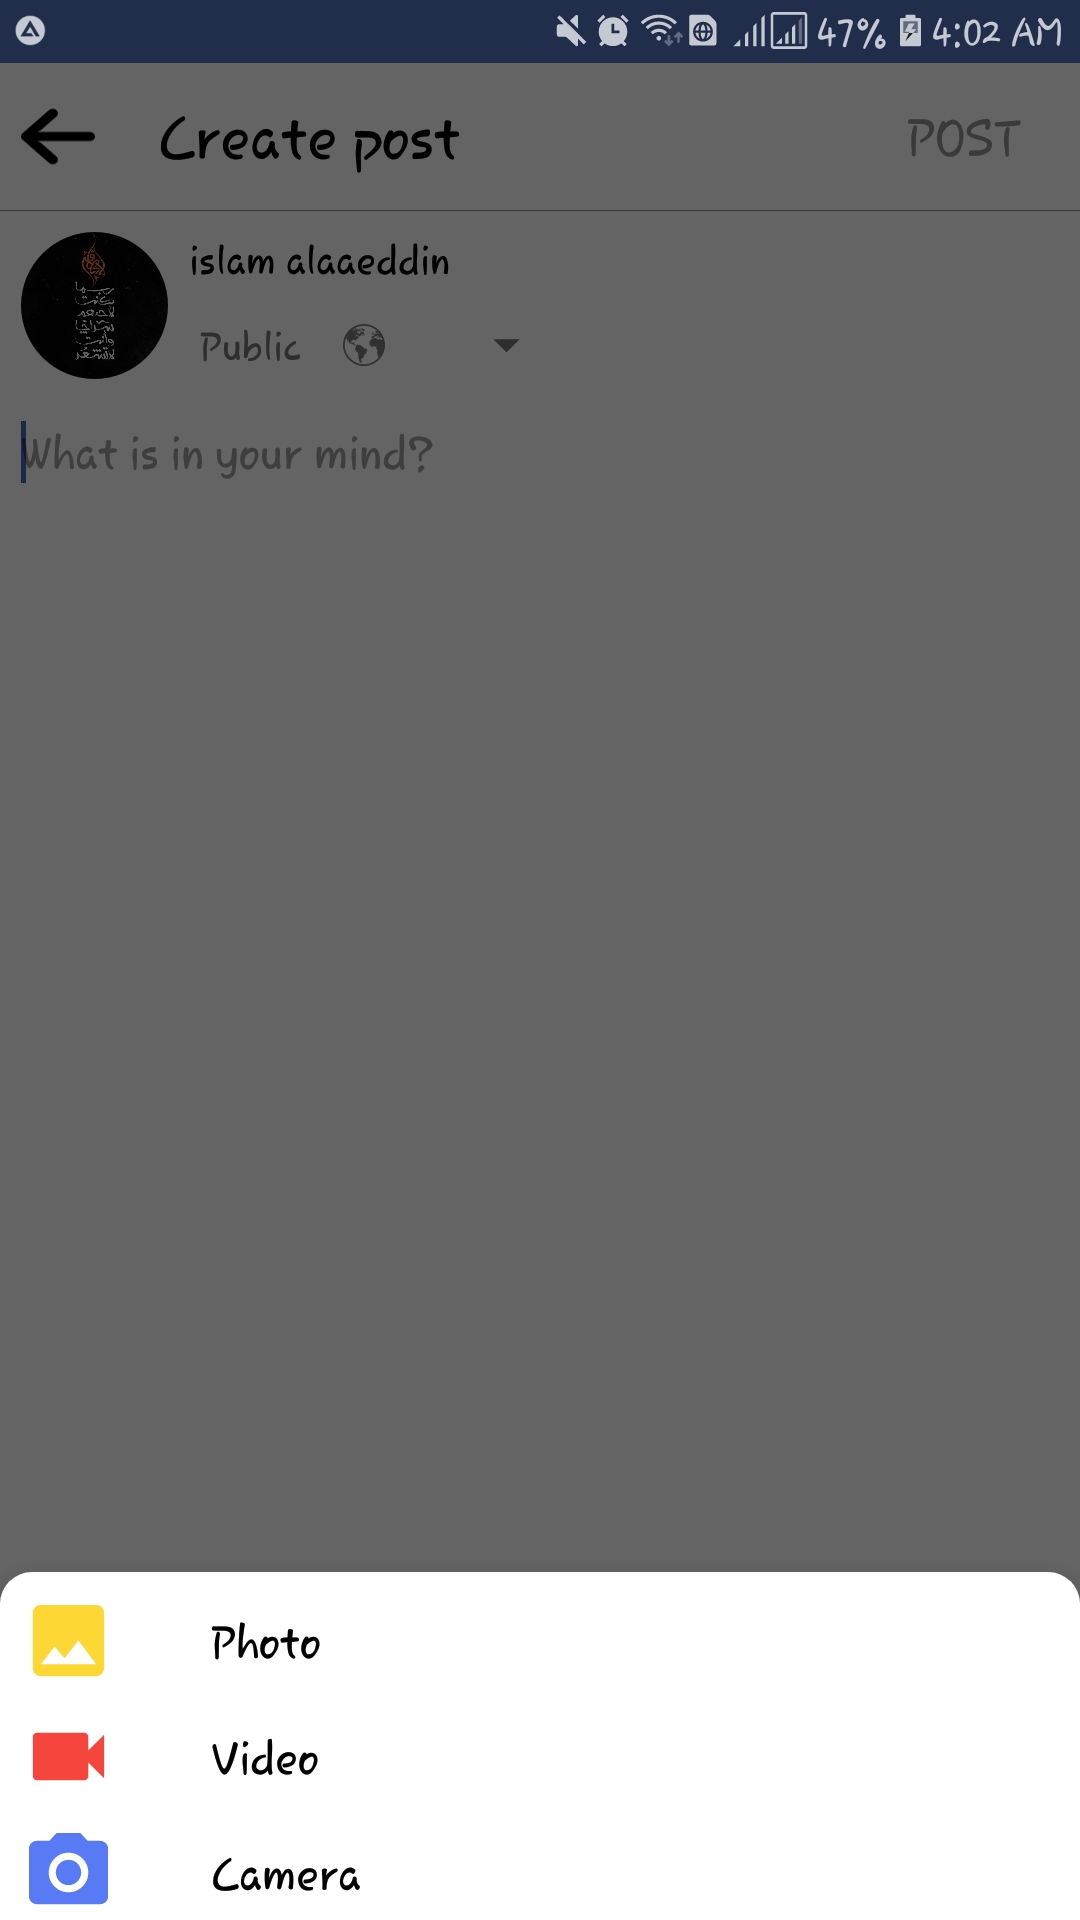 47% 4:02 AM
Create post
POST
islam alaaeddin
Public
What is in your mind?
Photo
Video
Camera